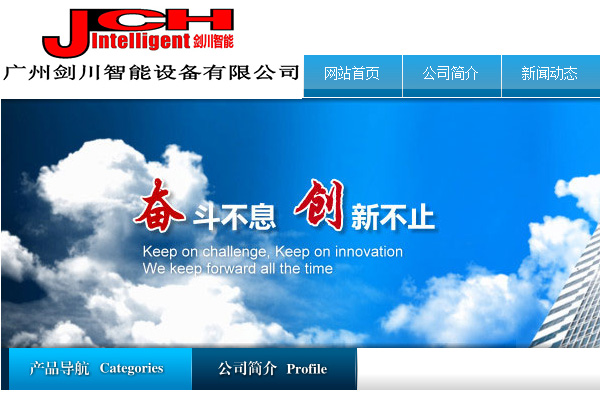 JCH
Intelligent 剑川智能
广州剑川智能设备有限公司
网站首页 公司简介 新闻动态
奋斗不息 创新不止
Keep on challenge, Keep on innovation
We keep forward all the time
产品导航 Categories 公司简介 Profile